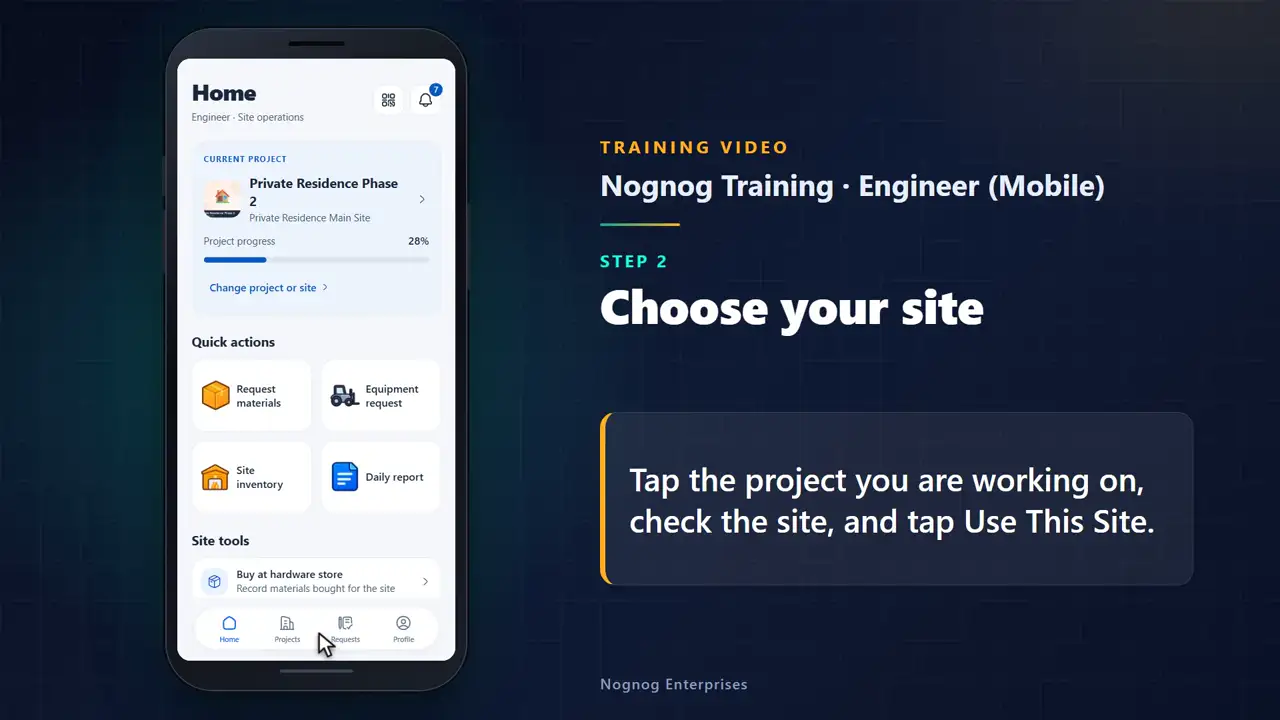 Home
7
Engineer · Site operations
CURRENT PROJECT
Private Residence Phase
2
Private Residence Main Site
Project progress
28%
Change project or site
Quick actions
Request
materials
Equipment
request
Site
inventory
Daily report
Site tools
Buy at hardware store
Record materials bought for the site
Home
Projects
Requests
Profile
TRAINING VIDEO
Nognog Training · Engineer (Mobile)
STEP 2
Choose your site
Tap the project you are working on,
check the site, and tap Use This Site.
Nognog Enterprises